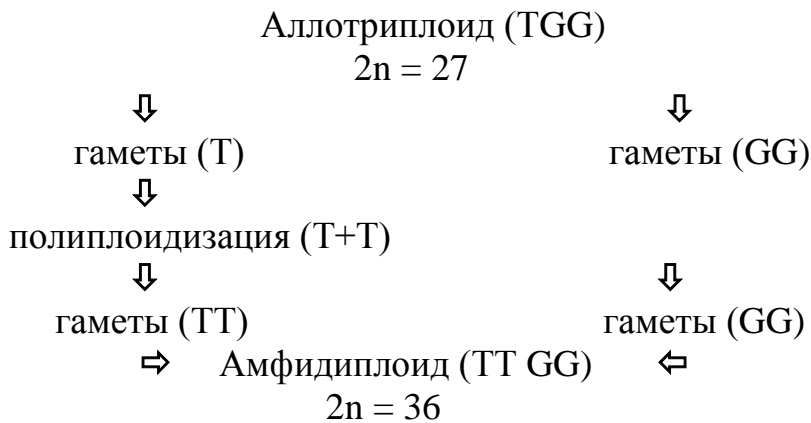 Аллотриплоид (TGG)
2n = 27
⇩ ⇩
гаметы (T) гаметы (GG)
⇩
полиплоидизация (T+T)
⇩ ⇩
гаметы (TT) гаметы (GG)
⇨ Амфидиплоид (TT GG) ⇦
2n = 36